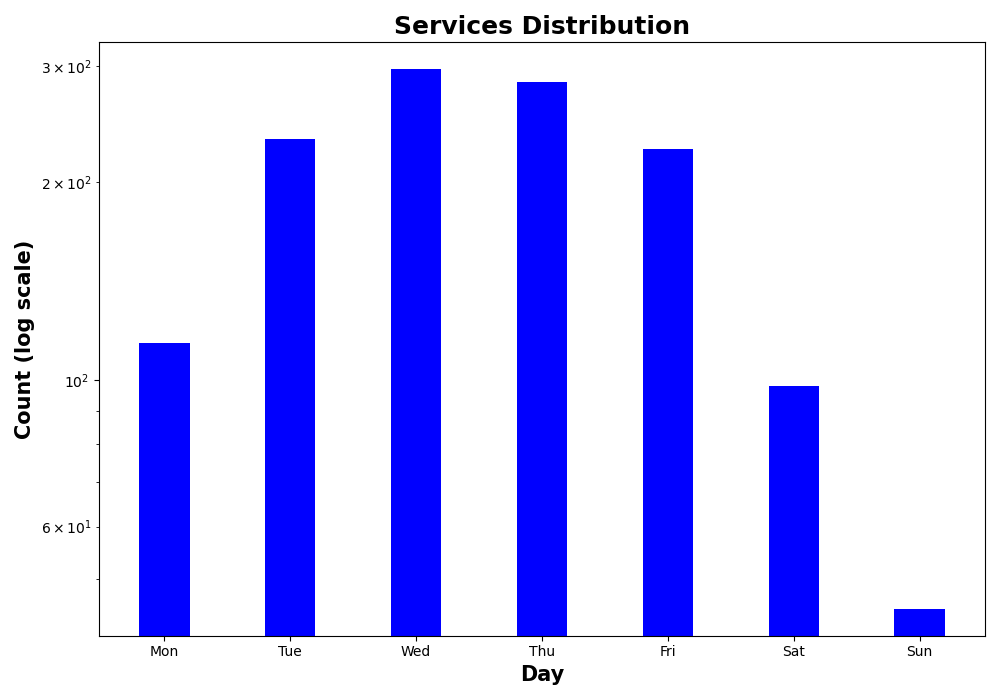 Services Distribution
Count (log scale)
3 × 10²
2 × 10²
10²
6 × 10¹
Mon Tue Wed Thu Fri Sat Sun
Day